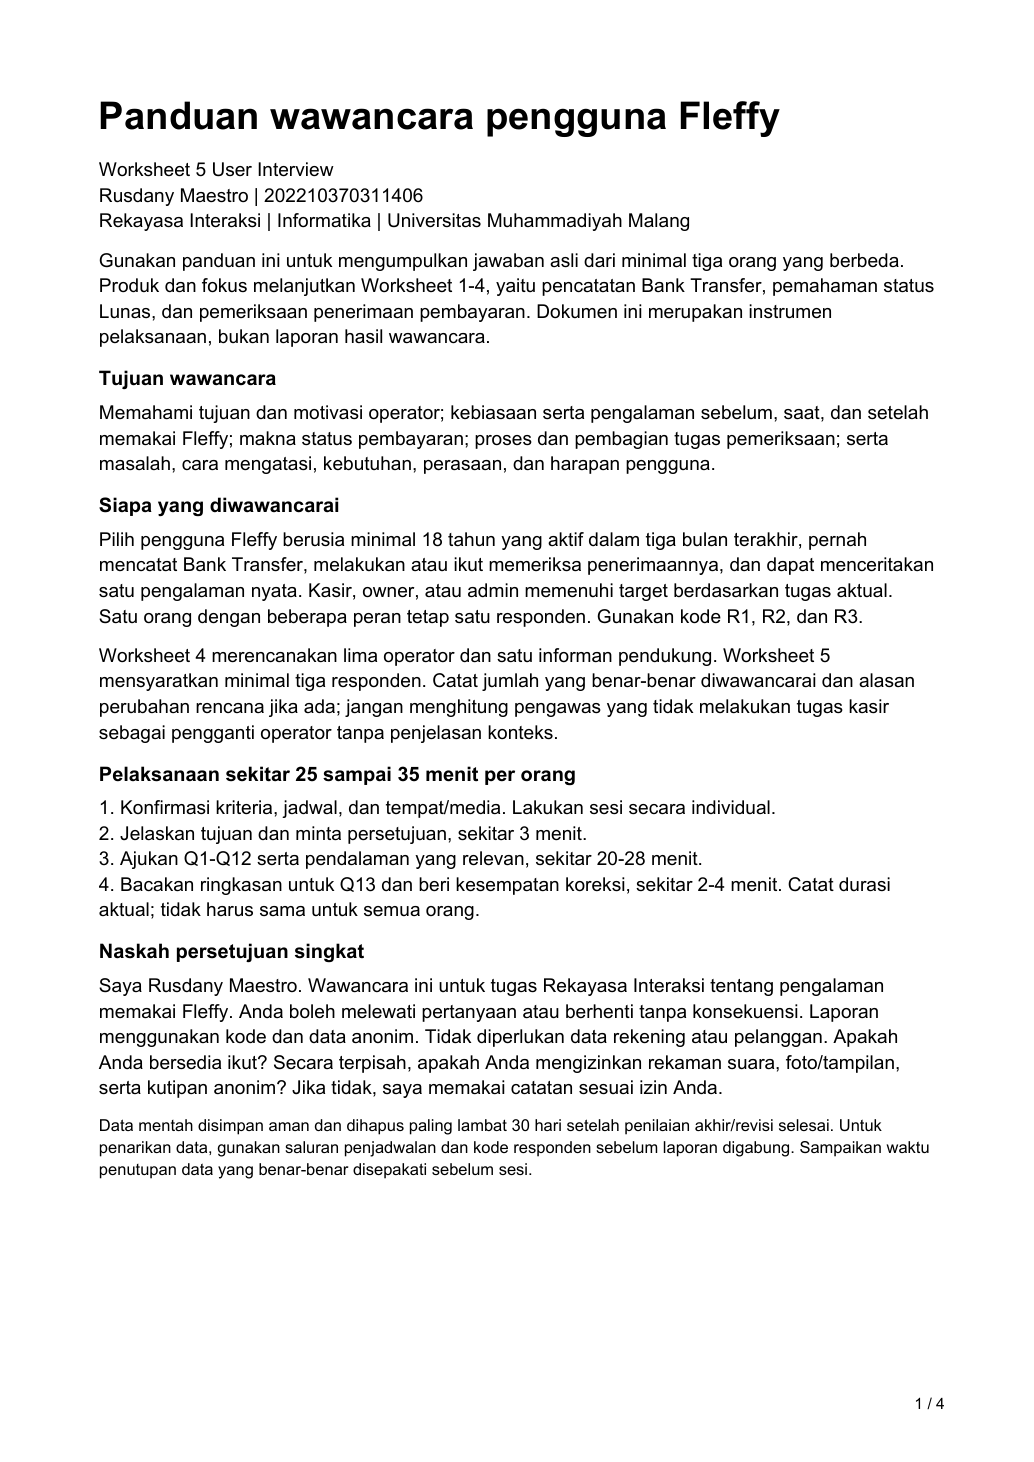 Panduan wawancara pengguna Fleffy
Worksheet 5 User Interview
Rusdany Maestro | 202210370311406
Rekayasa Interaksi | Informatika | Universitas Muhammadiyah Malang
Gunakan panduan ini untuk mengumpulkan jawaban asli dari minimal tiga orang yang berbeda.
Produk dan fokus melanjutkan Worksheet 1-4, yaitu pencatatan Bank Transfer, pemahaman status
Lunas, dan pemeriksaan penerimaan pembayaran. Dokumen ini merupakan instrumen
pelaksanaan, bukan laporan hasil wawancara.
Tujuan wawancara
Memahami tujuan dan motivasi operator; kebiasaan serta pengalaman sebelum, saat, dan setelah
memakai Fleffy; makna status pembayaran; proses dan pembagian tugas pemeriksaan; serta
masalah, cara mengatasi, kebutuhan, perasaan, dan harapan pengguna.
Siapa yang diwawancarai
Pilih pengguna Fleffy berusia minimal 18 tahun yang aktif dalam tiga bulan terakhir, pernah
mencatat Bank Transfer, melakukan atau ikut memeriksa penerimaannya, dan dapat menceritakan
satu pengalaman nyata. Kasir, owner, atau admin memenuhi target berdasarkan tugas aktual.
Satu orang dengan beberapa peran tetap satu responden. Gunakan kode R1, R2, dan R3.
Worksheet 4 merencanakan lima operator dan satu informan pendukung. Worksheet 5
mensyaratkan minimal tiga responden. Catat jumlah yang benar-benar diwawancarai dan alasan
perubahan rencana jika ada; jangan menghitung pengawas yang tidak melakukan tugas kasir
sebagai pengganti operator tanpa penjelasan konteks.
Pelaksanaan sekitar 25 sampai 35 menit per orang
1. Konfirmasi kriteria, jadwal, dan tempat/media. Lakukan sesi secara individual.
2. Jelaskan tujuan dan minta persetujuan, sekitar 3 menit.
3. Ajukan Q1-Q12 serta pendalaman yang relevan, sekitar 20-28 menit.
4. Bacakan ringkasan untuk Q13 dan beri kesempatan koreksi, sekitar 2-4 menit. Catat durasi
aktual; tidak harus sama untuk semua orang.
Naskah persetujuan singkat
Saya Rusdany Maestro. Wawancara ini untuk tugas Rekayasa Interaksi tentang pengalaman
memakai Fleffy. Anda boleh melewati pertanyaan atau berhenti tanpa konsekuensi. Laporan
menggunakan kode dan data anonim. Tidak diperlukan data rekening atau pelanggan. Apakah
Anda bersedia ikut? Secara terpisah, apakah Anda mengizinkan rekaman suara, foto/tampilan,
serta kutipan anonim? Jika tidak, saya memakai catatan sesuai izin Anda.
Data mentah disimpan aman dan dihapus paling lambat 30 hari setelah penilaian akhir/revisi selesai. Untuk
penarikan data, gunakan saluran penjadwalan dan kode responden sebelum laporan digabung. Sampaikan waktu
penutupan data yang benar-benar disepakati sebelum sesi.
1 / 4